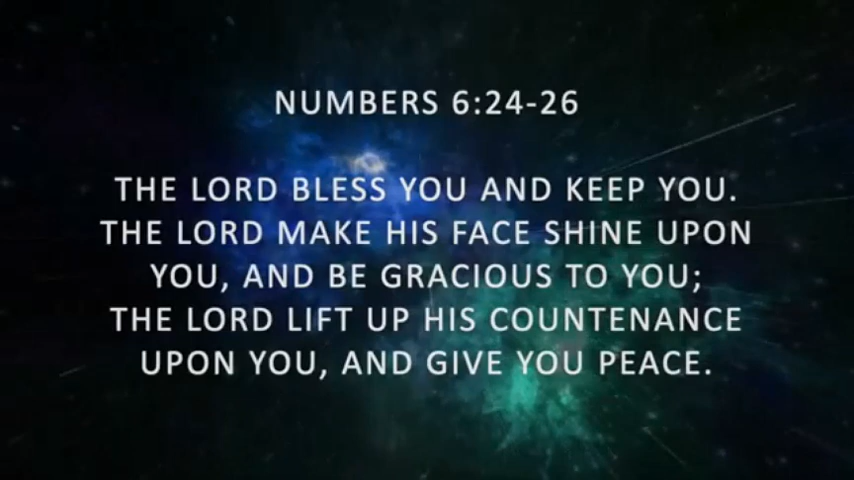 NUMBERS 6:24-26
THE LORD BLESS YOU AND KEEP YOU.
THE LORD MAKE HIS FACE SHINE UPON
YOU, AND BE GRACIOUS TO YOU;
THE LORD LIFT UP HIS COUNTENANCE
UPON YOU, AND GIVE YOU PEACE.